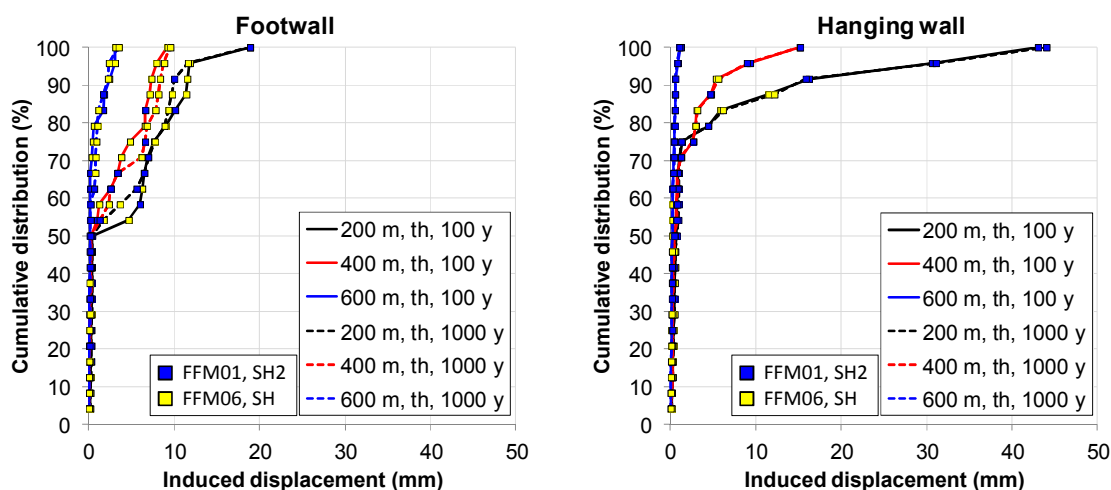 Footwall
Cumulative distribution (%)
100
90
80
70
60
50
40
30
20
10
0
200 m, th, 100 y
400 m, th, 100 y
600 m, th, 100 y
200 m, th, 1000 y
400 m, th, 1000 y
600 m, th, 1000 y
FFM01, SH2
FFM06, SH
0 10 20 30 40 50
Induced displacement (mm)
Hanging wall
Cumulative distribution (%)
100
90
80
70
60
50
40
30
20
10
0
200 m, th, 100 y
400 m, th, 100 y
600 m, th, 100 y
200 m, th, 1000 y
400 m, th, 1000 y
600 m, th, 1000 y
FFM01, SH2
FFM06, SH
0 10 20 30 40 50
Induced displacement (mm)